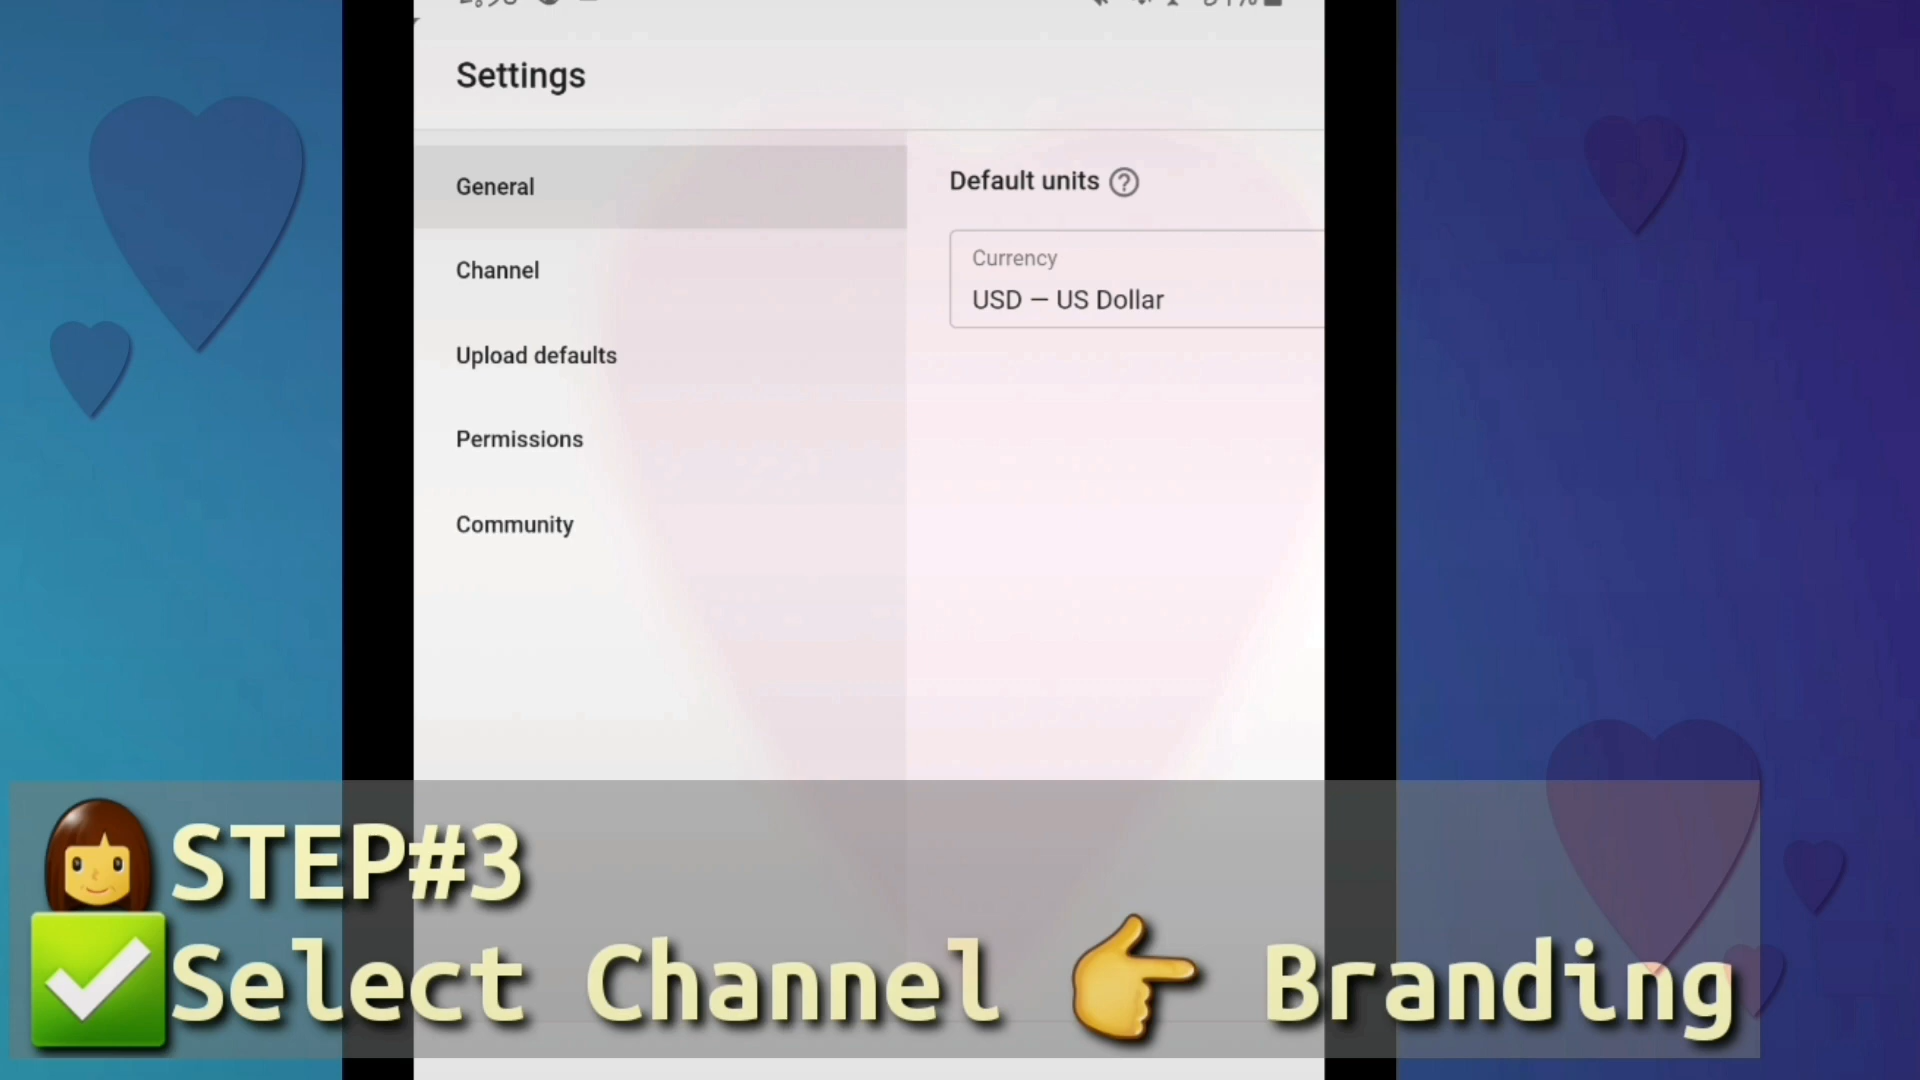 Settings
General
Channel
Upload defaults
Permissions
Community
Default units
Currency
USD — US Dollar
STEP#3
Select Channel 👉 Branding